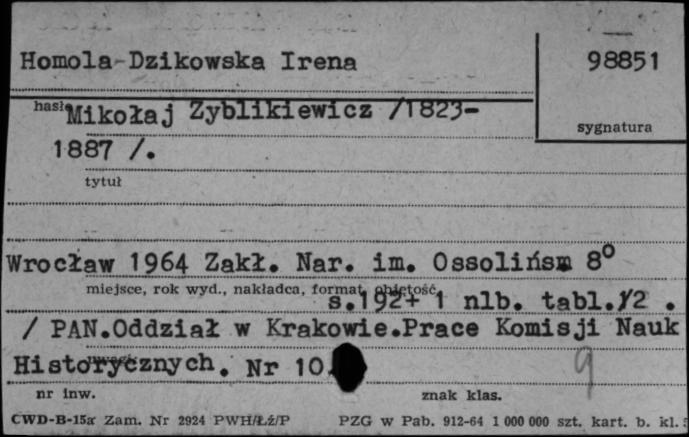 Homola-Dzikowska Irena
98851
hasło
Mikołaj Zyblikiewicz /1823-
sygnatura
1887 /.
tytuł
Wrocław 1964 Zakł. Nar. im. Ossolińsm 8°
miejsce, rok wyd., nakładca, format, objętość
s.192+ 1 nlb. tabl./2 .
/ PAN.Oddział w Krakowie.Prace Komisji Nauk
Historycznych. Nr 10.
uwagi
9
nr inw.
znak klas.
CWD-B-15a Zam. Nr 2924 PWH/Łź/P
PZG w Pab. 912-64 1 000 000 szt. kart. b. kl.